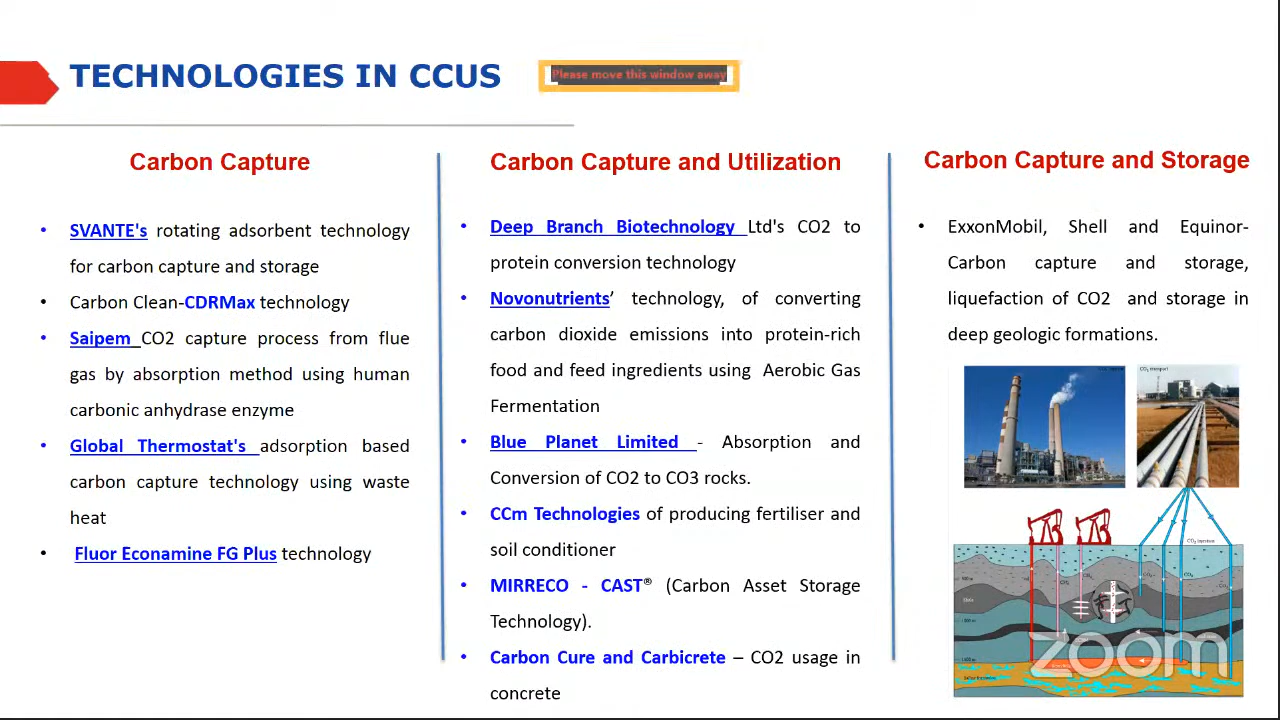 TECHNOLOGIES IN CCUS
Please move this window away
Carbon Capture
• SVANTE's rotating adsorbent technology
for carbon capture and storage
• Carbon Clean-CDRMax technology
• Saipem CO2 capture process from flue
gas by absorption method using human
carbonic anhydrase enzyme
• Global Thermostat's adsorption based
carbon capture technology using waste
heat
• Fluor Econamine FG Plus technology
Carbon Capture and Utilization
• Deep Branch Biotechnology Ltd's CO2 to
protein conversion technology
• Novonutrients’ technology, of converting
carbon dioxide emissions into protein-rich
food and feed ingredients using Aerobic Gas
Fermentation
• Blue Planet Limited - Absorption and
Conversion of CO2 to CO3 rocks.
• CCm Technologies of producing fertiliser and
soil conditioner
• MIRRECO - CAST® (Carbon Asset Storage
Technology).
• Carbon Cure and Carbicrete – CO2 usage in
concrete
Carbon Capture and Storage
• ExxonMobil, Shell and Equinor-
Carbon capture and storage,
liquefaction of CO2 and storage in
deep geologic formations.
CO₂ transport
CO₂ injection
zoom